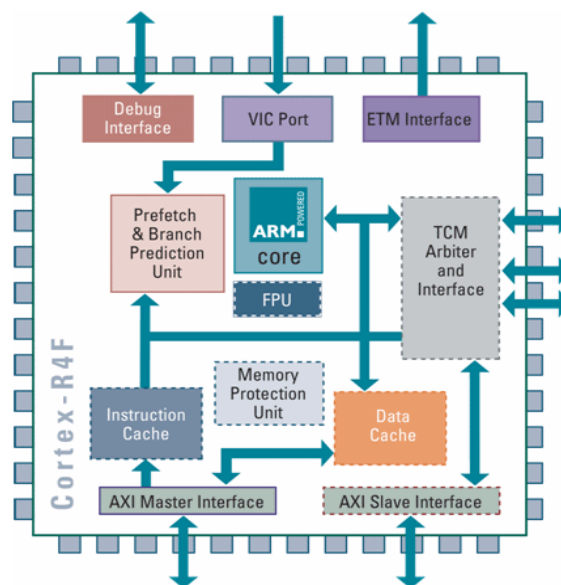 Debug
Interface
VIC Port
ETM Interface
Prefetch
& Branch
Prediction
Unit
ARM
POWERED
core
FPU
TCM
Arbiter
and
Interface
Memory
Protection
Unit
Instruction
Cache
Data
Cache
AXI Master Interface
AXI Slave Interface
Cortex-R4F